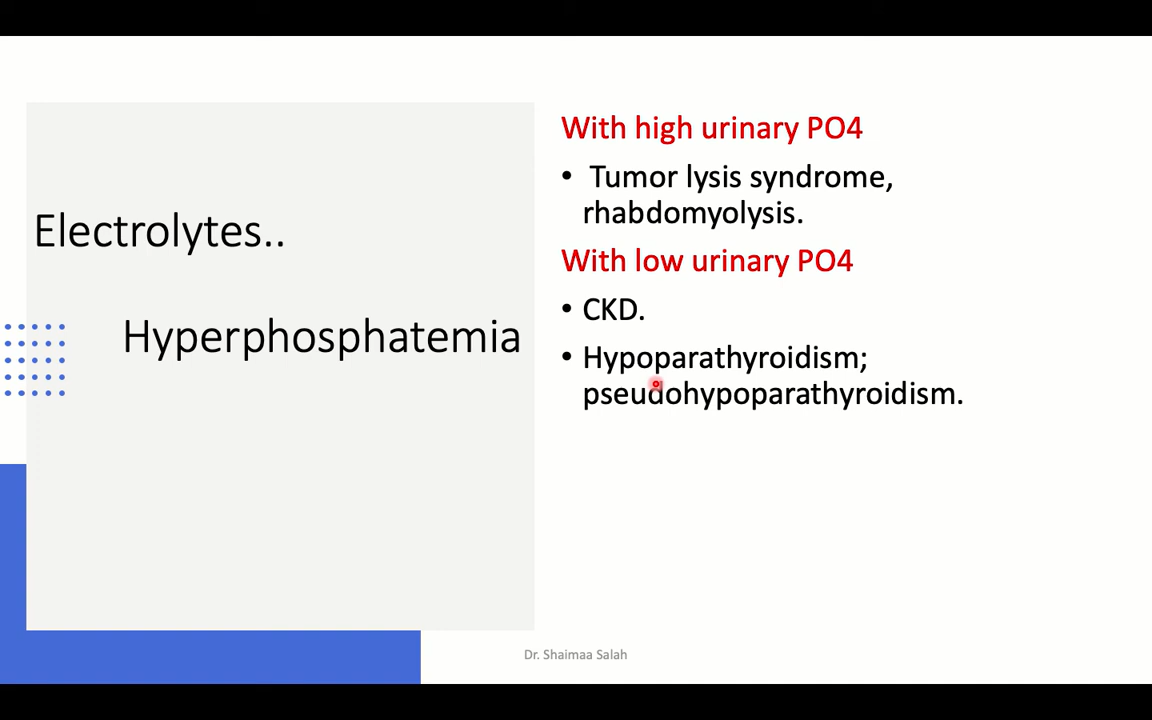 Electrolytes..
Hyperphosphatemia
With high urinary PO4
• Tumor lysis syndrome,
rhabdomyolysis.
With low urinary PO4
• CKD.
• Hypoparathyroidism;
pseudohypoparathyroidism.
Dr. Shaimaa Salah